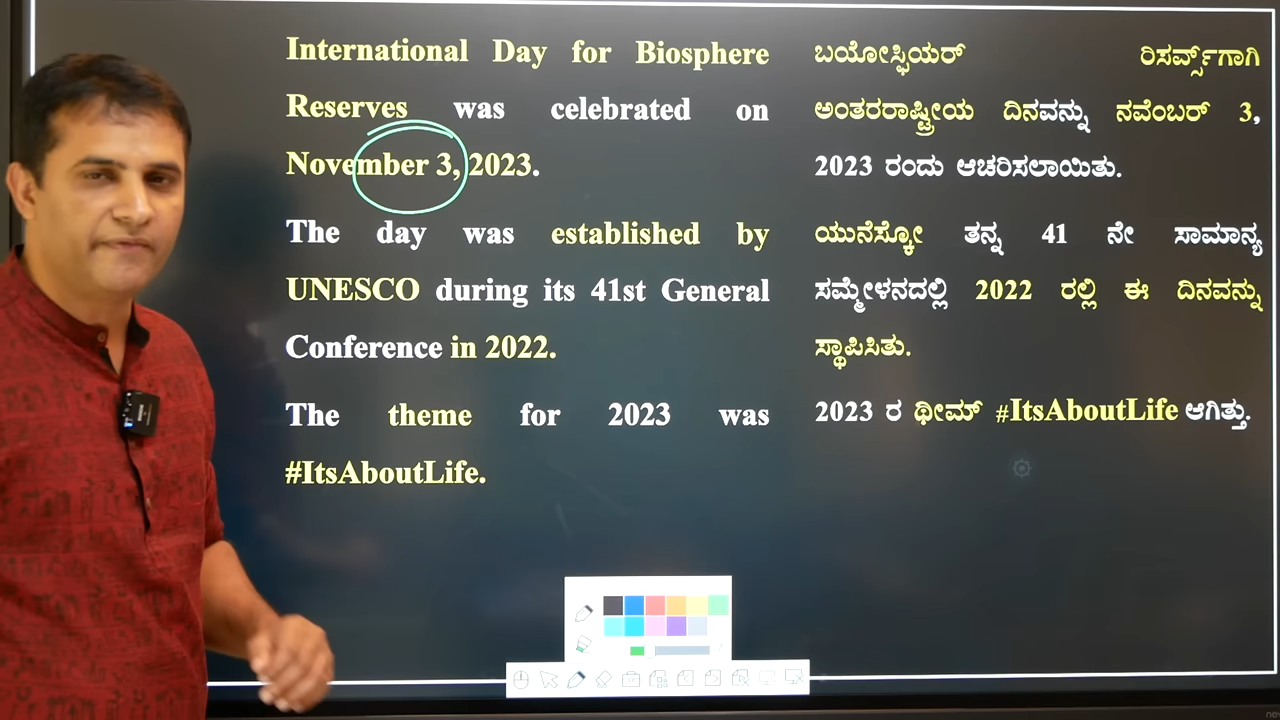 International Day for Biosphere
Reserves was celebrated on
November 3, 2023.
The day was established by
UNESCO during its 41st General
Conference in 2022.
The theme for 2023 was
#ItsAboutLife.
ಬಯೋಸ್ಫಿಯರ್ ರಿಸರ್ವ್ಸ್‌ಗಾಗಿ
ಅಂತರರಾಷ್ಟ್ರೀಯ ದಿನವನ್ನು ನವೆಂಬರ್ 3,
2023 ರಂದು ಆಚರಿಸಲಾಯಿತು.
ಯುನೆಸ್ಕೋ ತನ್ನ 41 ನೇ ಸಾಮಾನ್ಯ
ಸಮ್ಮೇಳನದಲ್ಲಿ 2022 ರಲ್ಲಿ ಈ ದಿನವನ್ನು
ಸ್ಥಾಪಿಸಿತು.
2023 ರ ಥೀಮ್ #ItsAboutLife ಆಗಿತ್ತು.